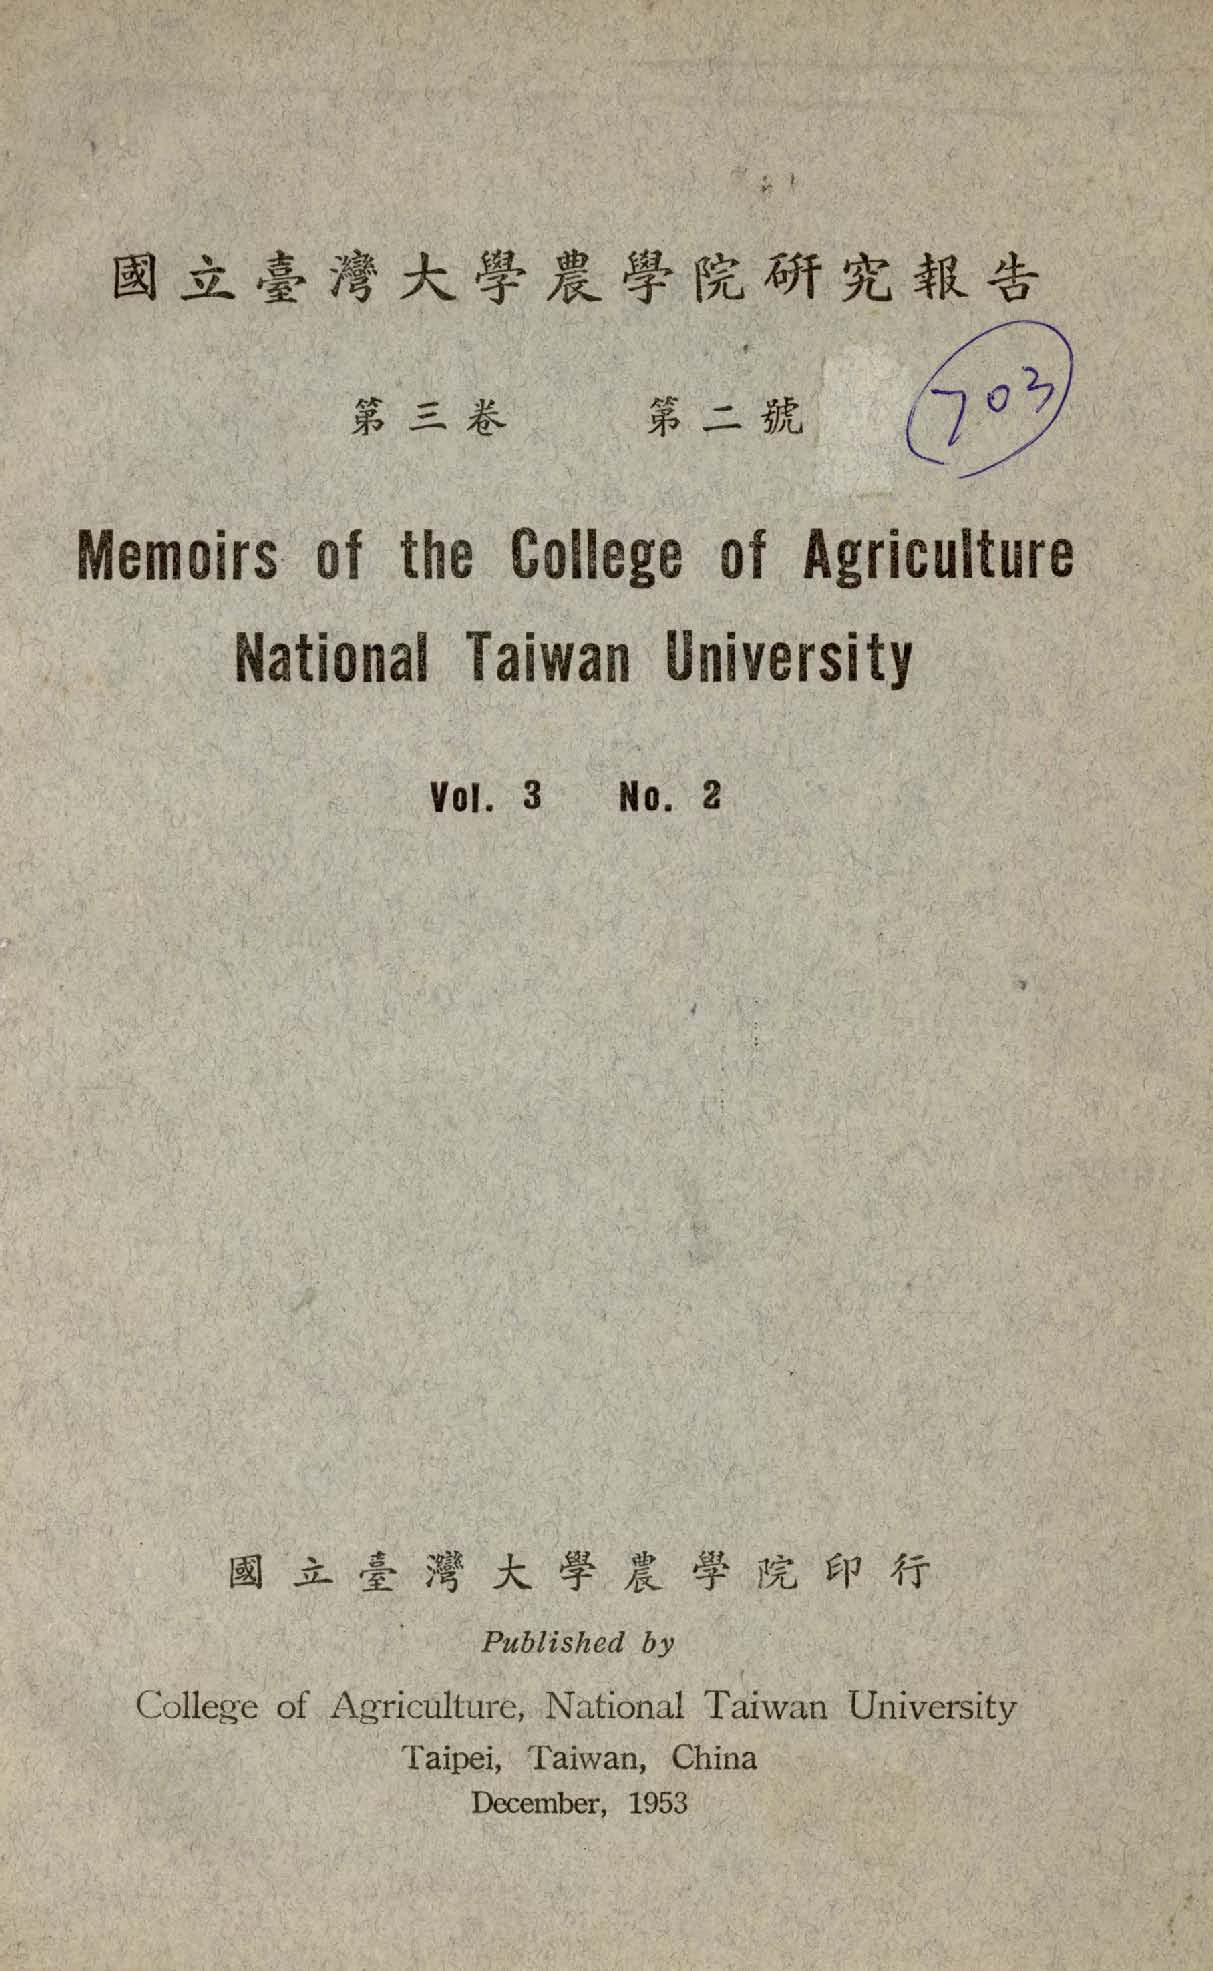 國立臺灣大學農學院研究報告
第三卷 第二號
703
Memoirs of the College of Agriculture
National Taiwan University
Vol. 3 No. 2
國立臺灣大學農學院印行
Published by
College of Agriculture, National Taiwan University
Taipei, Taiwan, China
December, 1953